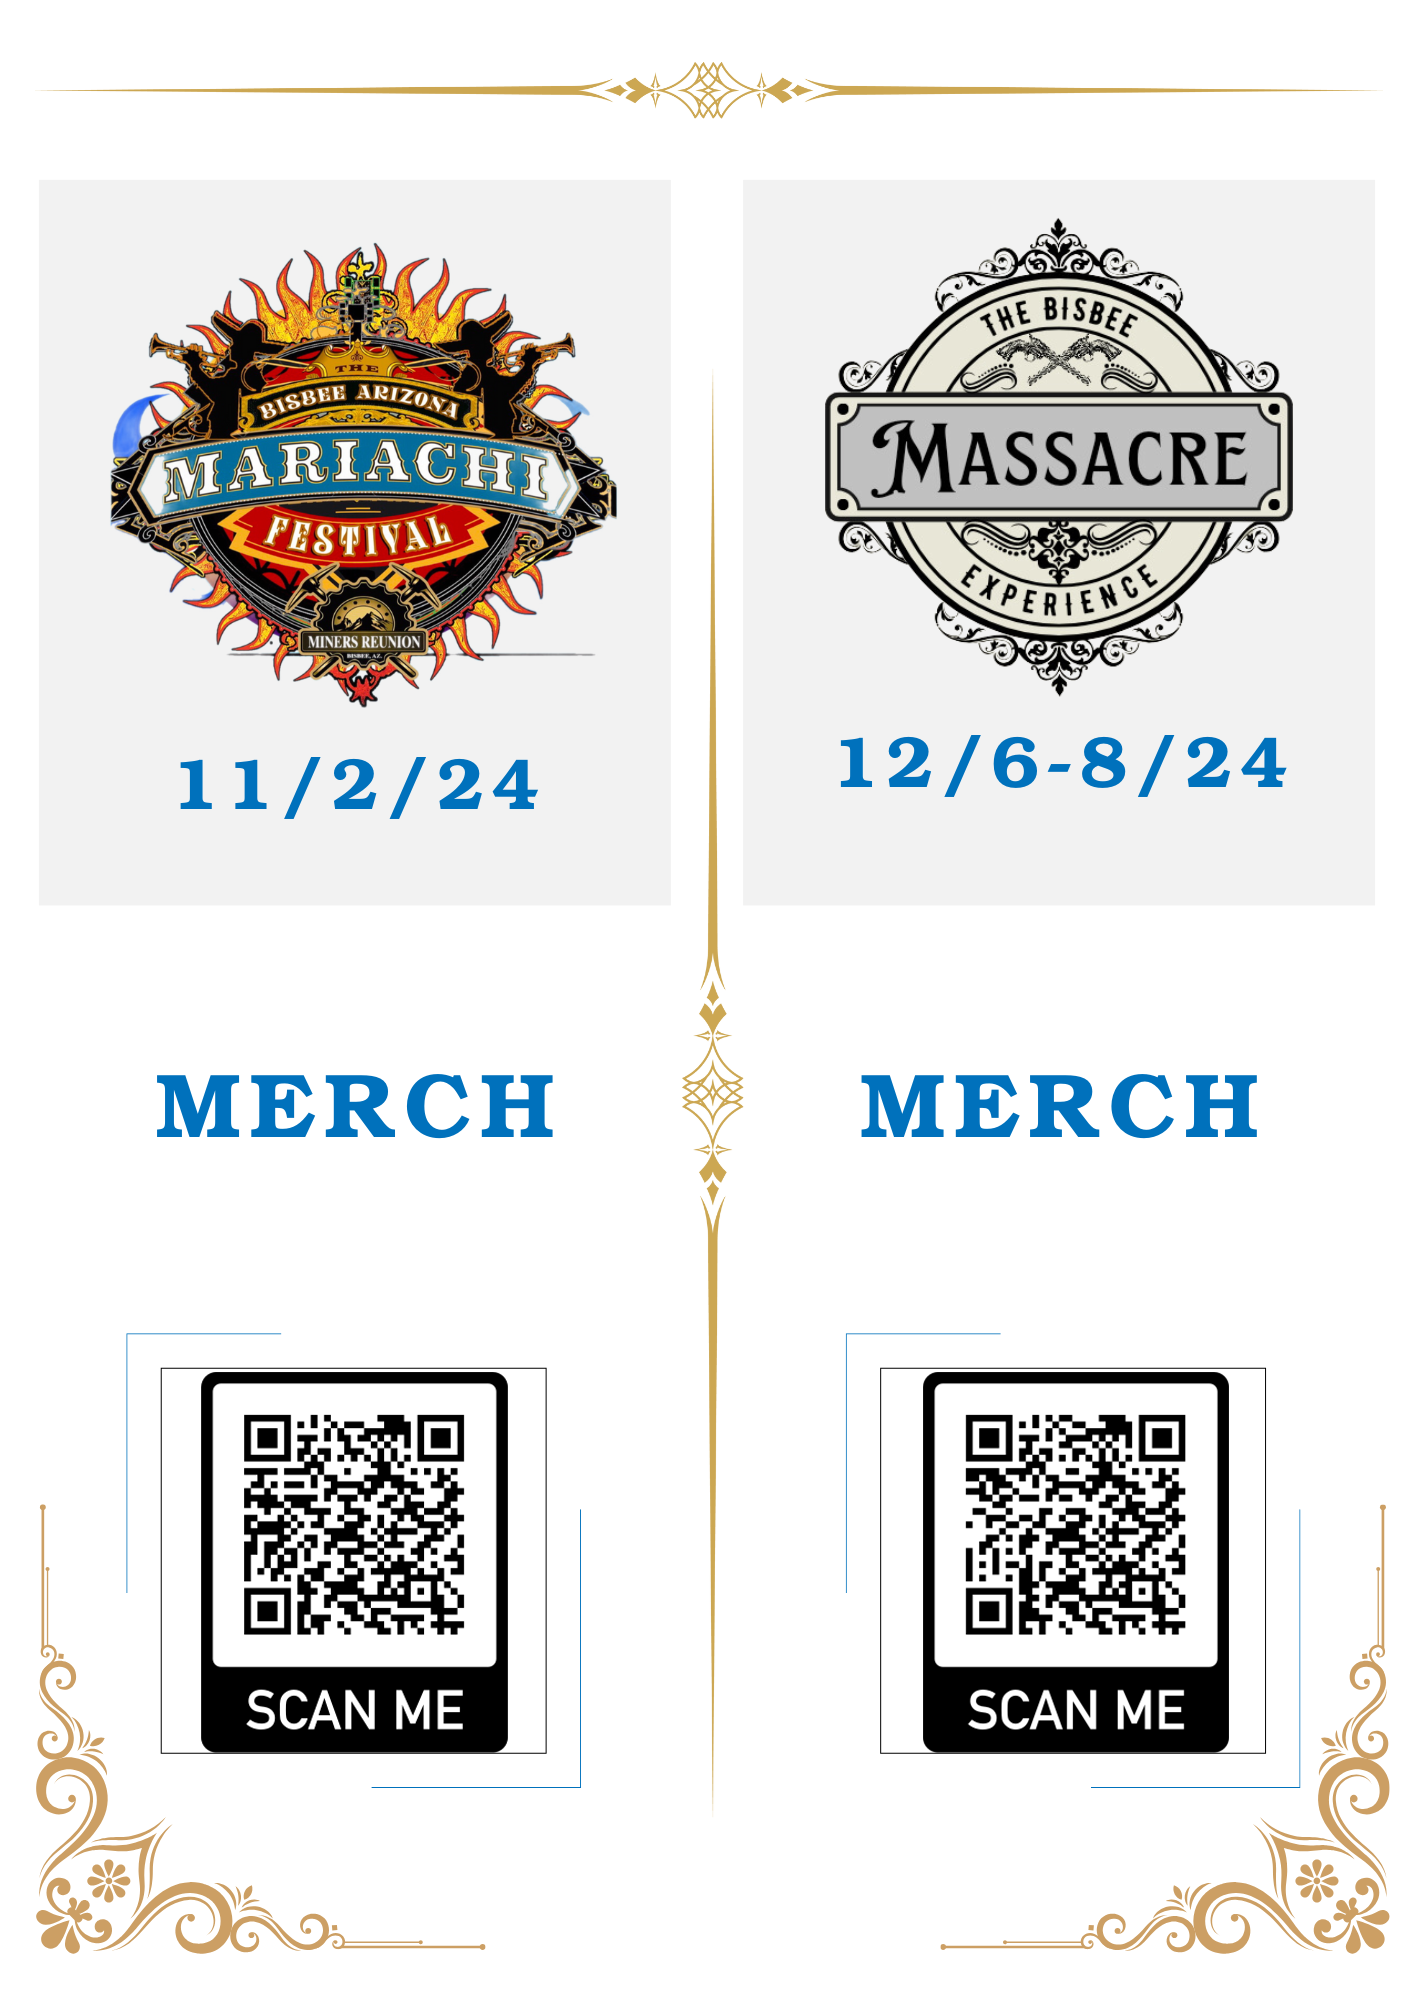 THE
BISBEE ARIZONA
MARIACHI
FESTIVAL
MINERS REUNION
BISBEE, AZ.
11/2/24
MERCH
SCAN ME
THE BISBEE
MASSACRE
EXPERIENCE
12/6-8/24
MERCH
SCAN ME